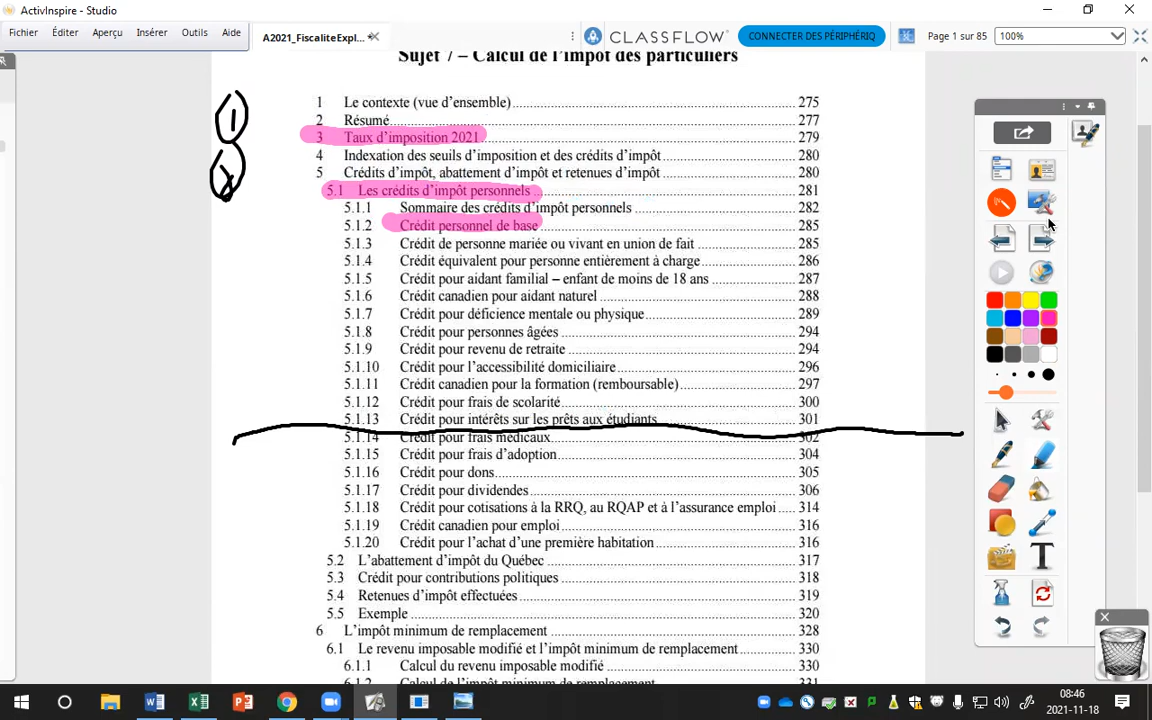 ActivInspire - Studio
Fichier Éditer Aperçu Insérer Outils Aide
A2021_FiscaliteExpl...
CLASSFLOW
CONNECTER DES PÉRIPHÉRIQ
Page 1 sur 85
100%
Sujet 7 – Calcul de l'impôt des particuliers
1 Le contexte (vue d'ensemble) 275
2 Résumé 277
3 Taux d'imposition 2021 279
4 Indexation des seuils d'imposition et des crédits d'impôt 280
5 Crédits d'impôt, abattement d'impôt et retenues d'impôt 280
5.1 Les crédits d'impôt personnels 281
5.1.1 Sommaire des crédits d'impôt personnels 282
5.1.2 Crédit personnel de base 285
5.1.3 Crédit de personne mariée ou vivant en union de fait 285
5.1.4 Crédit équivalent pour personne entièrement à charge 286
5.1.5 Crédit pour aidant familial – enfant de moins de 18 ans 287
5.1.6 Crédit canadien pour aidant naturel 288
5.1.7 Crédit pour déficience mentale ou physique 289
5.1.8 Crédit pour personnes âgées 294
5.1.9 Crédit pour revenu de retraite 294
5.1.10 Crédit pour l'accessibilité domiciliaire 296
5.1.11 Crédit canadien pour la formation (remboursable) 297
5.1.12 Crédit pour frais de scolarité 300
5.1.13 Crédit pour intérêts sur les prêts aux étudiants 301
5.1.14 Crédit pour frais médicaux 302
5.1.15 Crédit pour frais d'adoption 304
5.1.16 Crédit pour dons 305
5.1.17 Crédit pour dividendes 306
5.1.18 Crédit pour cotisations à la RRQ, au RQAP et à l'assurance emploi 314
5.1.19 Crédit canadien pour emploi 316
5.1.20 Crédit pour l'achat d'une première habitation 316
5.2 L'abattement d'impôt du Québec 317
5.3 Crédit pour contributions politiques 318
5.4 Retenues d'impôt effectuées 319
5.5 Exemple 320
6 L'impôt minimum de remplacement 328
6.1 Le revenu imposable modifié et l'impôt minimum de remplacement 330
6.1.1 Calcul du revenu imposable modifié 330
6.1.2 Calcul de l'impôt minimum de remplacement 331
1
08:46
2021-11-18